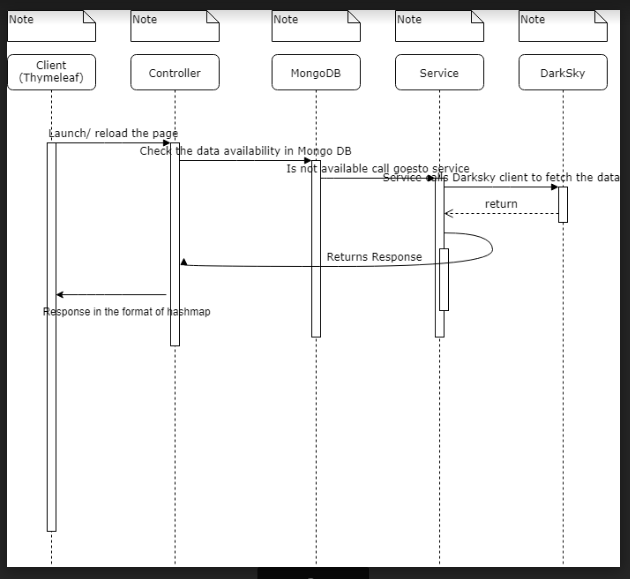 Note
Note
Note
Note
Note
Client
(Thymeleaf)
Controller
MongoDB
Service
DarkSky
Launch/ reload the page
Check the data availability in Mongo DB
Is not available call goesto service
Service calls Darksky client to fetch the data
return
Returns Response
Response in the format of hashmap